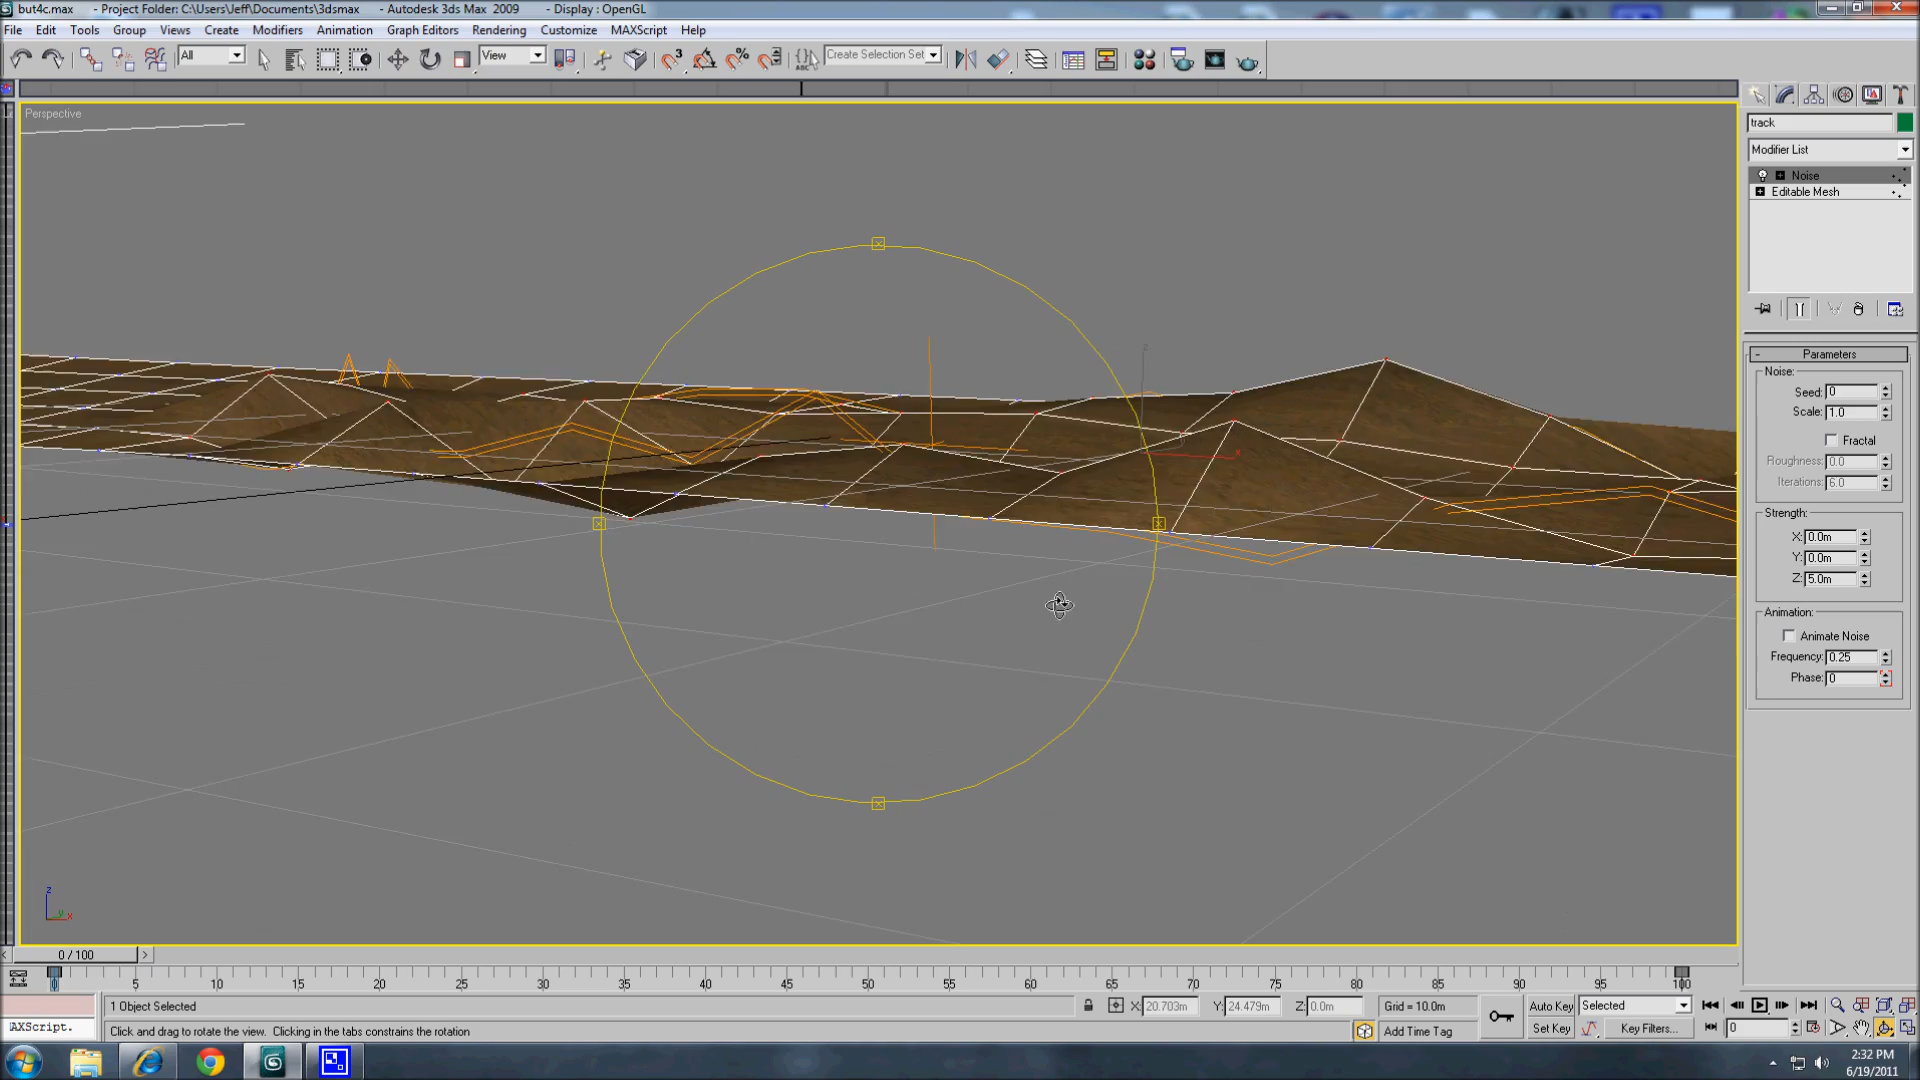 but4c.max - Project Folder: C:\Users\Jeff\Documents\3dsmax - Autodesk 3ds Max 2009 - Display : OpenGL
File Edit Tools Group Views Create Modifiers Animation Graph Editors Rendering Customize MAXScript Help
All View Create Selection Set
Perspective
track
Modifier List
Noise
Editable Mesh
- Parameters
Noise:
Seed: 0
Scale: 1.0
Fractal
Roughness: 0.0
Iterations: 6.0
Strength:
X: 0.0m
Y: 0.0m
Z: 5.0m
Animation:
Animate Noise
Frequency: 0.25
Phase: 0
z
x
z
y x
0 / 100
0 5 10 15 20 25 30 35 40 45 50 55 60 65 70 75 80 85 90 95 100
1 Object Selected X: 20.703m Y: 24.479m Z: 0.0m Grid = 10.0m Auto Key Selected
AXScript. Click and drag to rotate the view. Clicking in the tabs constrains the rotation Add Time Tag Set Key Key Filters... 0
2:32 PM
6/19/2011